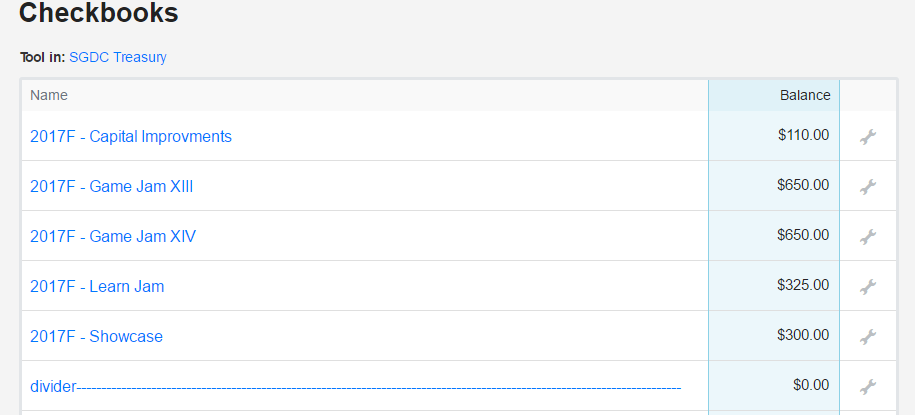 Checkbooks
Tool in: SGDC Treasury
Name Balance
2017F - Capital Improvments $110.00
2017F - Game Jam XIII $650.00
2017F - Game Jam XIV $650.00
2017F - Learn Jam $325.00
2017F - Showcase $300.00
divider------------------------------------------------------------------------------------------------------------------------- $0.00